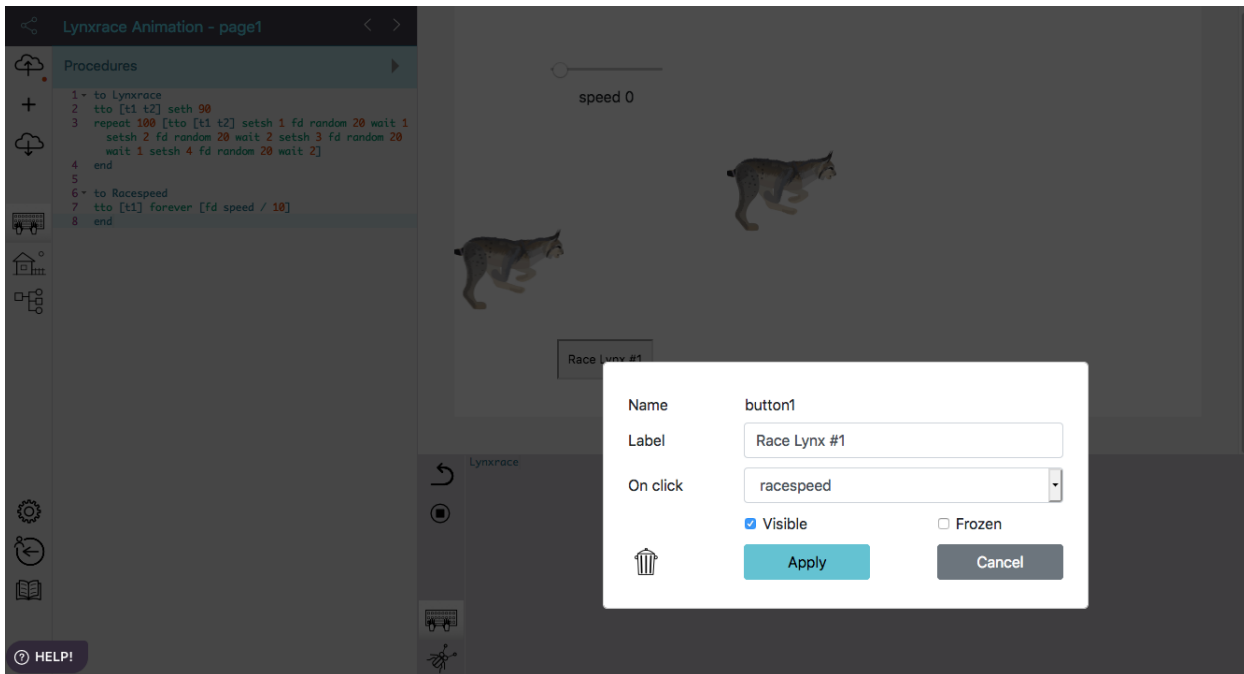 Lynxrace Animation - page1
Procedures
1 to Lynxrace
2 tto [t1 t2] seth 90
3 repeat 100 [tto [t1 t2] setsh 1 fd random 20 wait 1
setsh 2 fd random 20 wait 2 setsh 3 fd random 20
wait 1 setsh 4 fd random 20 wait 2]
4 end
5
6 to Racespeed
7 tto [t1] forever [fd speed / 10]
8 end
speed 0
Race Lynx #1
Name button1
Label Race Lynx #1
On click racespeed
Visible Frozen
Apply Cancel
Lynxrace
? HELP!